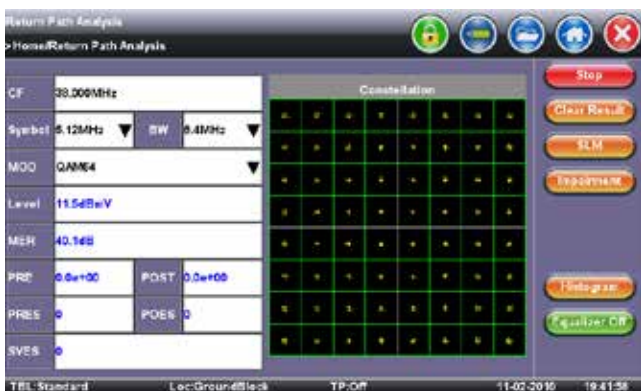 Return Path Analysis
>Home/Return Path Analysis
CF 38.000MHz
Symbol 5.12MHz BW 6.4MHz
MOD QAM64
Level 11.5dBmV
MER 40.1dB
PRE 0.0e+00 POST 0.0e+00
PRES 0 POES 0
SVES 0
Constellation
Stop
Clear Result
SLM
Impairment
Histogram
Equalizer Off
TBL:Standard Loc:GroundBlock TP:Off 11-02-2016 19:41:58